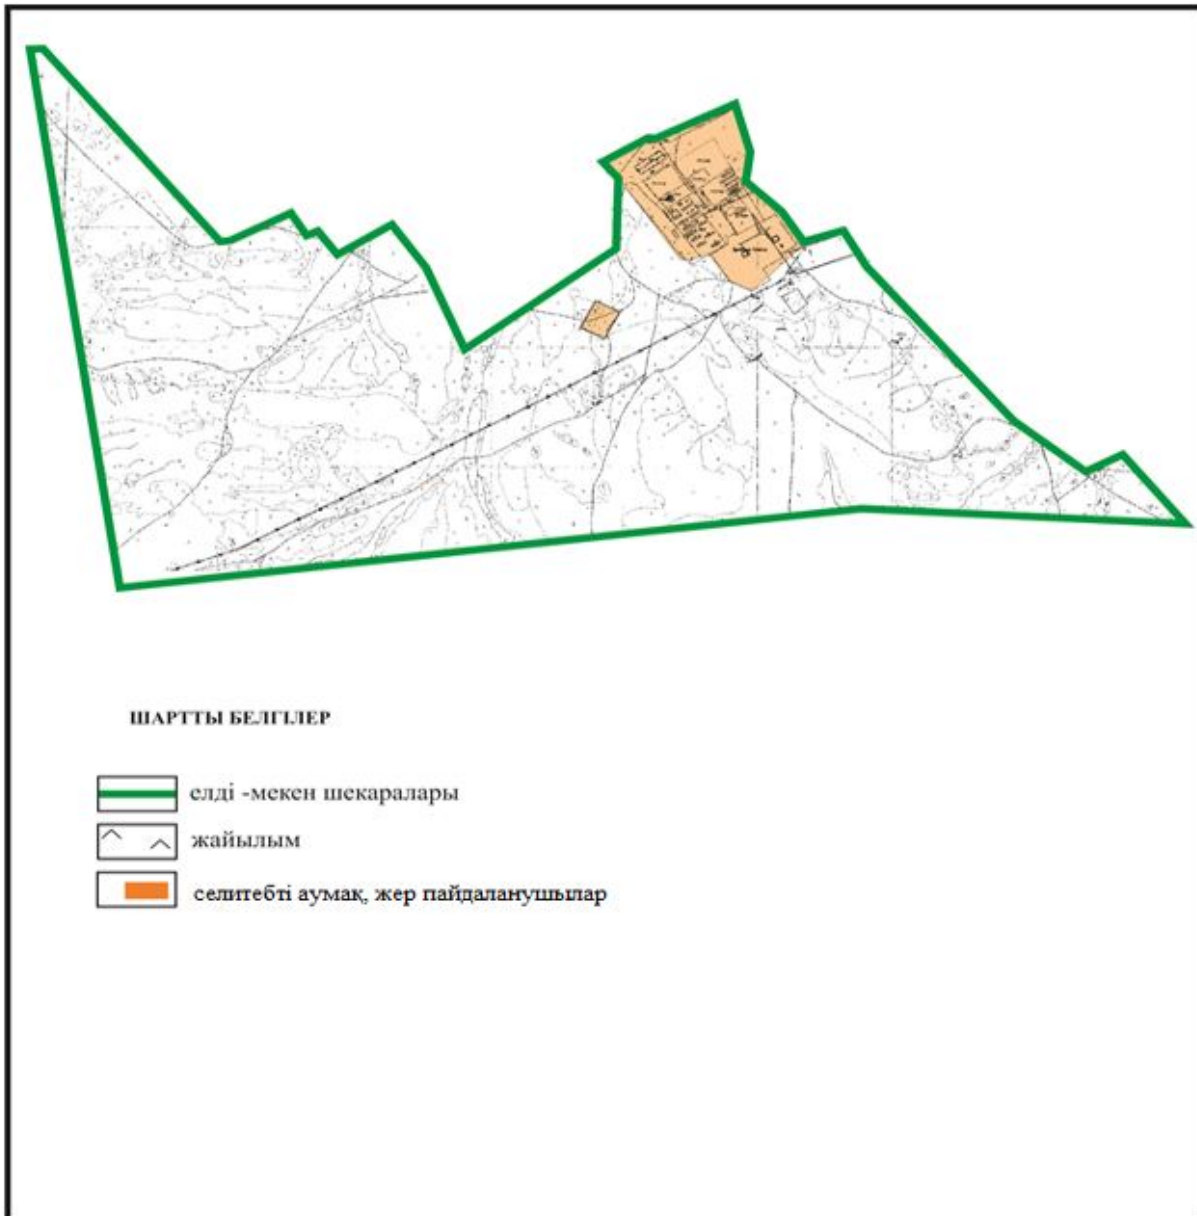 ШАРТТЫ БЕЛГІЛЕР
елді -мекен шекаралары
жайылым
селитебті аумақ, жер пайдаланушылар